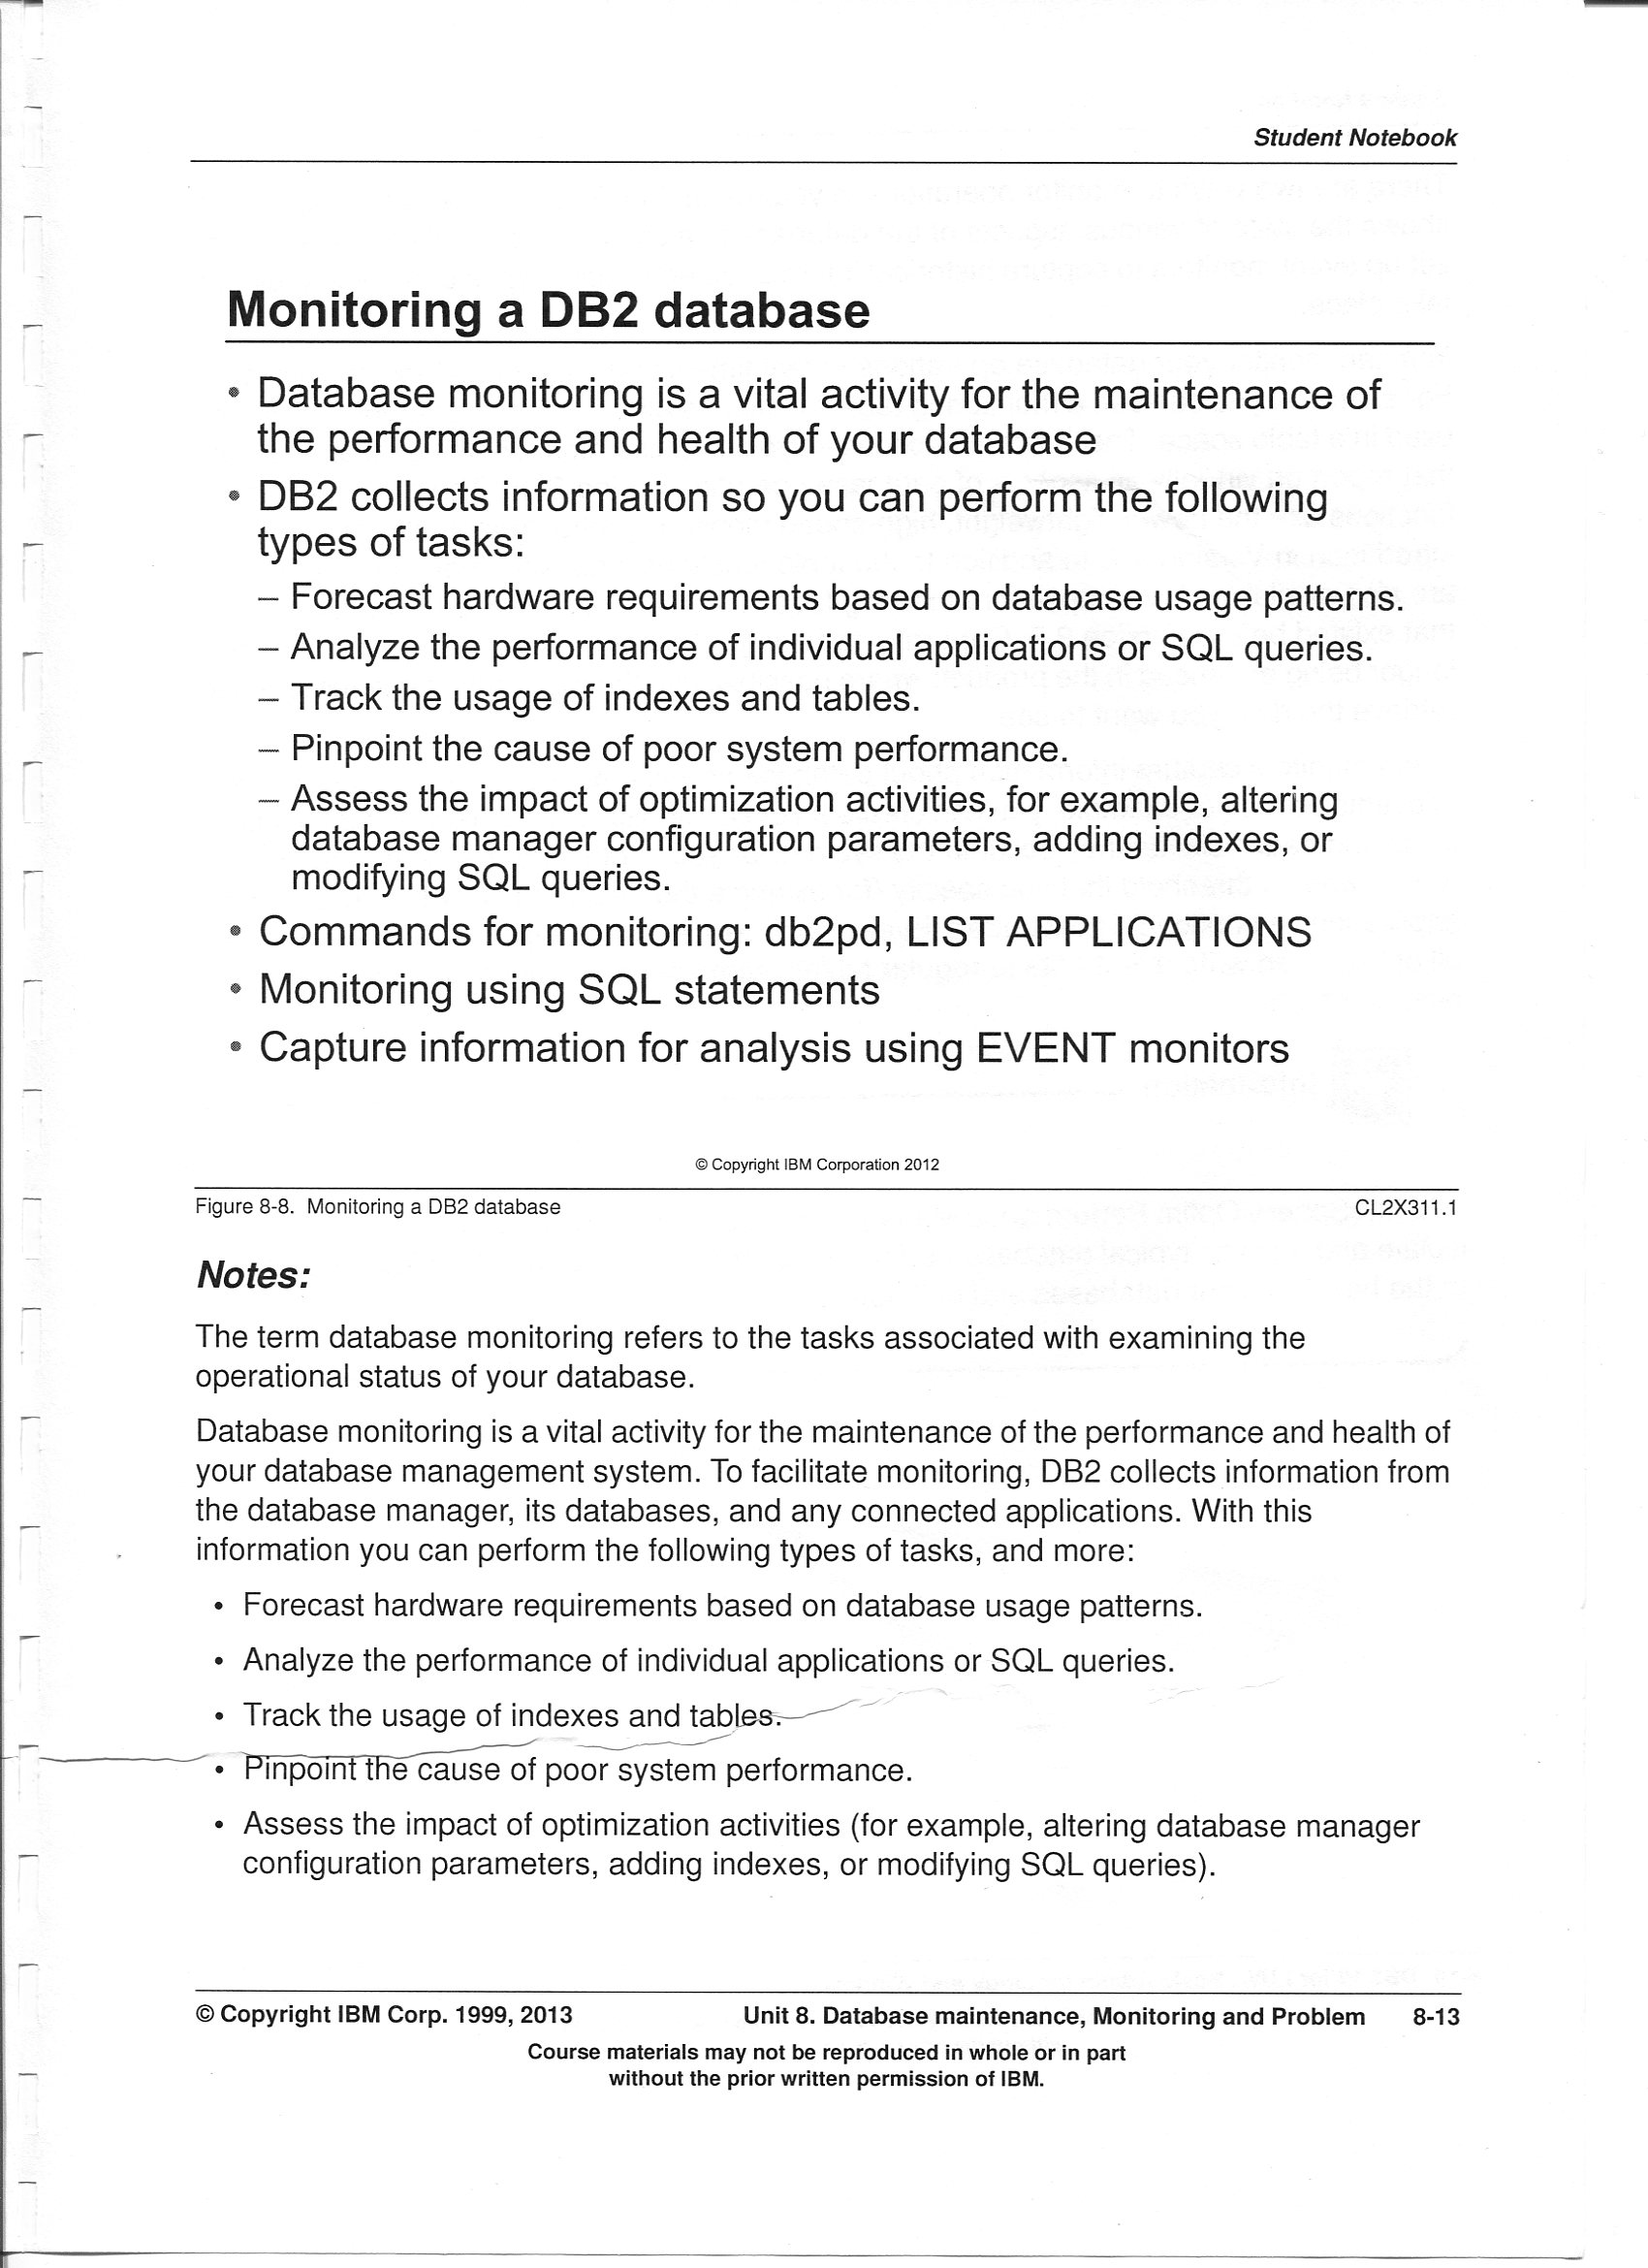 Student Notebook
Monitoring a DB2 database
• Database monitoring is a vital activity for the maintenance of
the performance and health of your database
• DB2 collects information so you can perform the following
types of tasks:
– Forecast hardware requirements based on database usage patterns.
– Analyze the performance of individual applications or SQL queries.
– Track the usage of indexes and tables.
– Pinpoint the cause of poor system performance.
– Assess the impact of optimization activities, for example, altering
database manager configuration parameters, adding indexes, or
modifying SQL queries.
• Commands for monitoring: db2pd, LIST APPLICATIONS
• Monitoring using SQL statements
• Capture information for analysis using EVENT monitors
© Copyright IBM Corporation 2012
Figure 8-8. Monitoring a DB2 database CL2X311.1
Notes:
The term database monitoring refers to the tasks associated with examining the
operational status of your database.
Database monitoring is a vital activity for the maintenance of the performance and health of
your database management system. To facilitate monitoring, DB2 collects information from
the database manager, its databases, and any connected applications. With this
information you can perform the following types of tasks, and more:
• Forecast hardware requirements based on database usage patterns.
• Analyze the performance of individual applications or SQL queries.
• Track the usage of indexes and tables.
• Pinpoint the cause of poor system performance.
• Assess the impact of optimization activities (for example, altering database manager
configuration parameters, adding indexes, or modifying SQL queries).
© Copyright IBM Corp. 1999, 2013 Unit 8. Database maintenance, Monitoring and Problem 8-13
Course materials may not be reproduced in whole or in part
without the prior written permission of IBM.